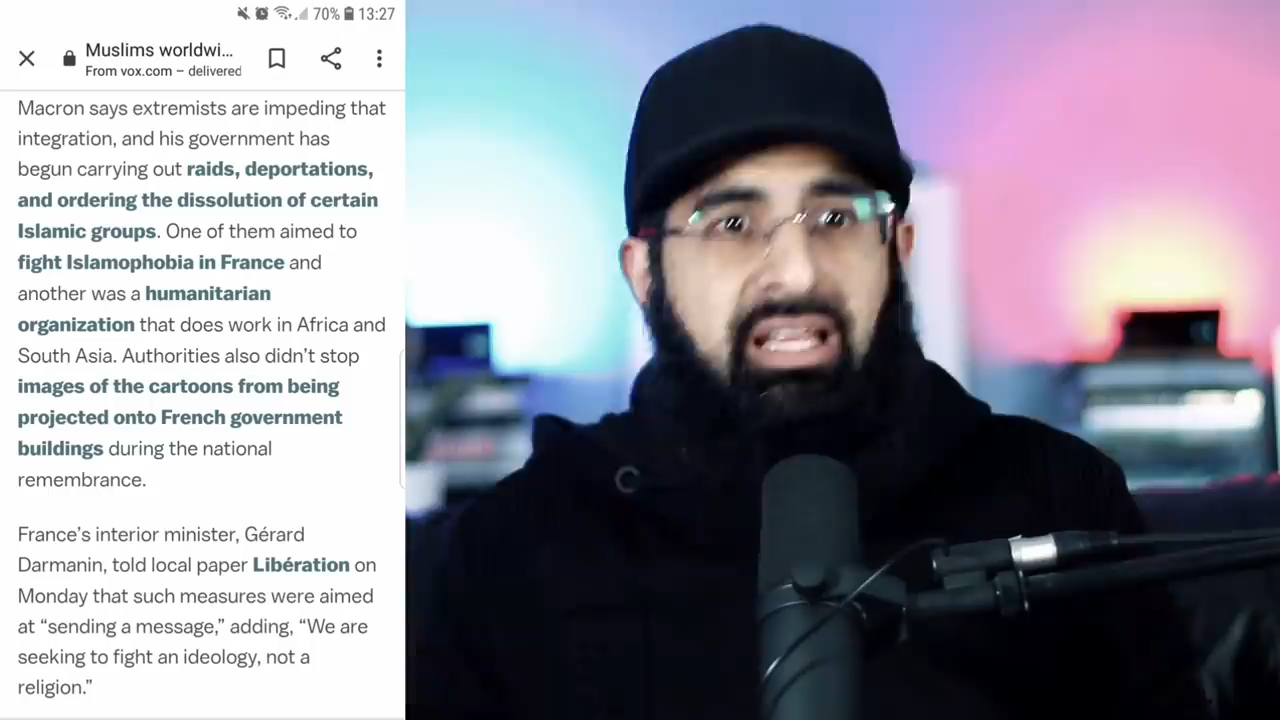 70% 13:27
Muslims worldwi...
From vox.com – delivered
Macron says extremists are impeding that
integration, and his government has
begun carrying out raids, deportations,
and ordering the dissolution of certain
Islamic groups. One of them aimed to
fight Islamophobia in France and
another was a humanitarian
organization that does work in Africa and
South Asia. Authorities also didn’t stop
images of the cartoons from being
projected onto French government
buildings during the national
remembrance.
France’s interior minister, Gérard
Darmanin, told local paper Libération on
Monday that such measures were aimed
at “sending a message,” adding, “We are
seeking to fight an ideology, not a
religion.”